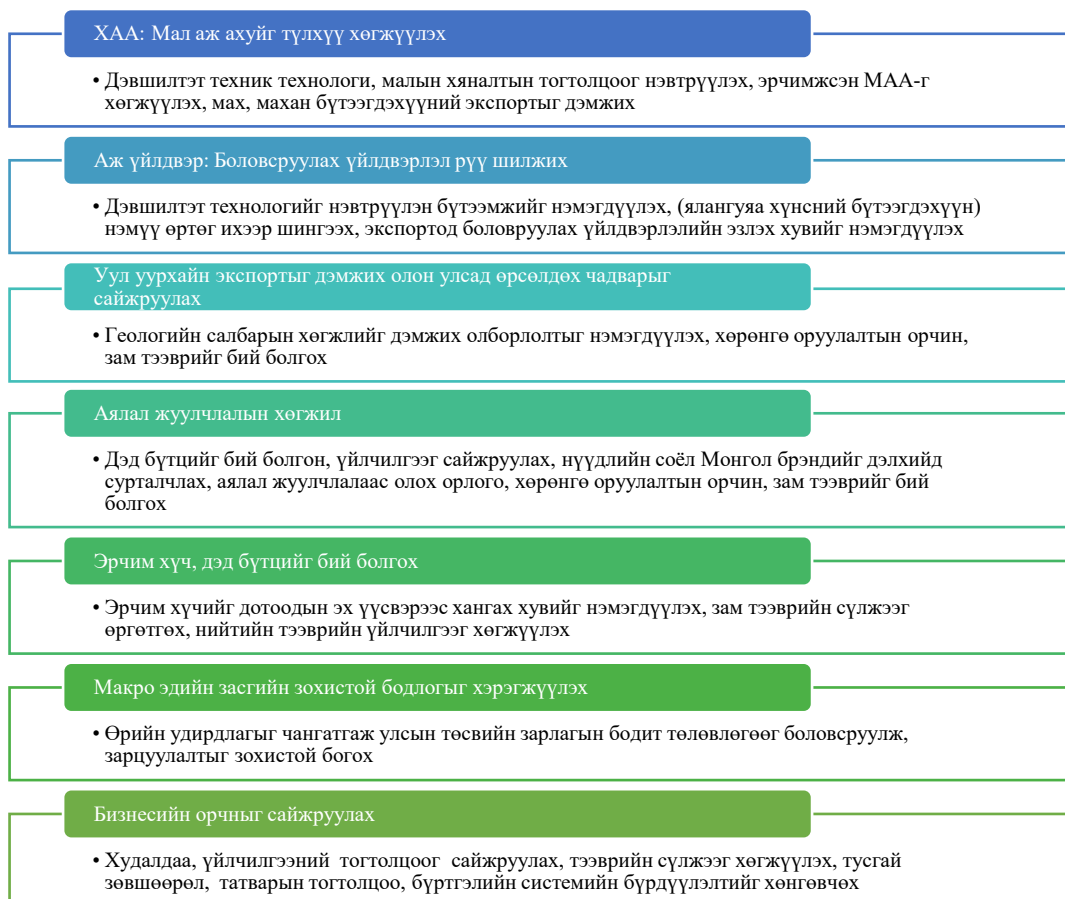 ХАА: Мал аж ахуйг түлхүү хөгжүүлэх
• Дэвшилтэт техник технологи, малын хяналтын тогтолцоог нэвтрүүлэх, эрчимжсэн МАА-г
хөгжүүлэх, мах, махан бүтээгдэхүүний экспортыг дэмжих
Аж үйлдвэр: Боловсруулах үйлдвэрлэл рүү шилжих
• Дэвшилтэт технологийг нэвтрүүлэн бүтээмжийг нэмэгдүүлэх, (ялангуяа хүнсний бүтээгдэхүүн)
нэмүү өртөг ихээр шингээх, экспортод боловруулах үйлдвэрлэлийн эзлэх хувийг нэмэгдүүлэх
Уул уурхайн экспортыг дэмжих олон улсад өрсөлдөх чадварыг
сайжруулах
• Геологийн салбарын хөгжлийг дэмжих олборлолтыг нэмэгдүүлэх, хөрөнгө оруулалтын орчин,
зам тээврийг бий болгох
Аялал жуулчлалын хөгжил
• Дэд бүтцийг бий болгон, үйлчилгээг сайжруулах, нүүдлийн соёл Монгол брэндийг дэлхийд
сурталчлах, аялал жуулчлалаас олох орлого, хөрөнгө оруулалтын орчин, зам тээврийг бий
болгох
Эрчим хүч, дэд бүтцийг бий болгох
• Эрчим хүчийг дотоодын эх үүсвэрээс хангах хувийг нэмэгдүүлэх, зам тээврийн сүлжээг
өргөтгөх, нийтийн тээврийн үйлчилгээг хөгжүүлэх
Макро эдийн засгийн зохистой бодлогыг хэрэгжүүлэх
• Өрийн удирдлагыг чангатгаж улсын төсвийн зарлагын бодит төлөвлөгөөг боловсруулж,
зарцуулалтыг зохистой богох
Бизнесийн орчныг сайжруулах
• Худалдаа, үйлчилгээний тогтолцоог сайжруулах, тээврийн сүлжээг хөгжүүлэх, тусгай
зөвшөөрөл, татварын тогтолцоо, бүртгэлийн системийн бүрдүүлэлтийг хөнгөвчөх